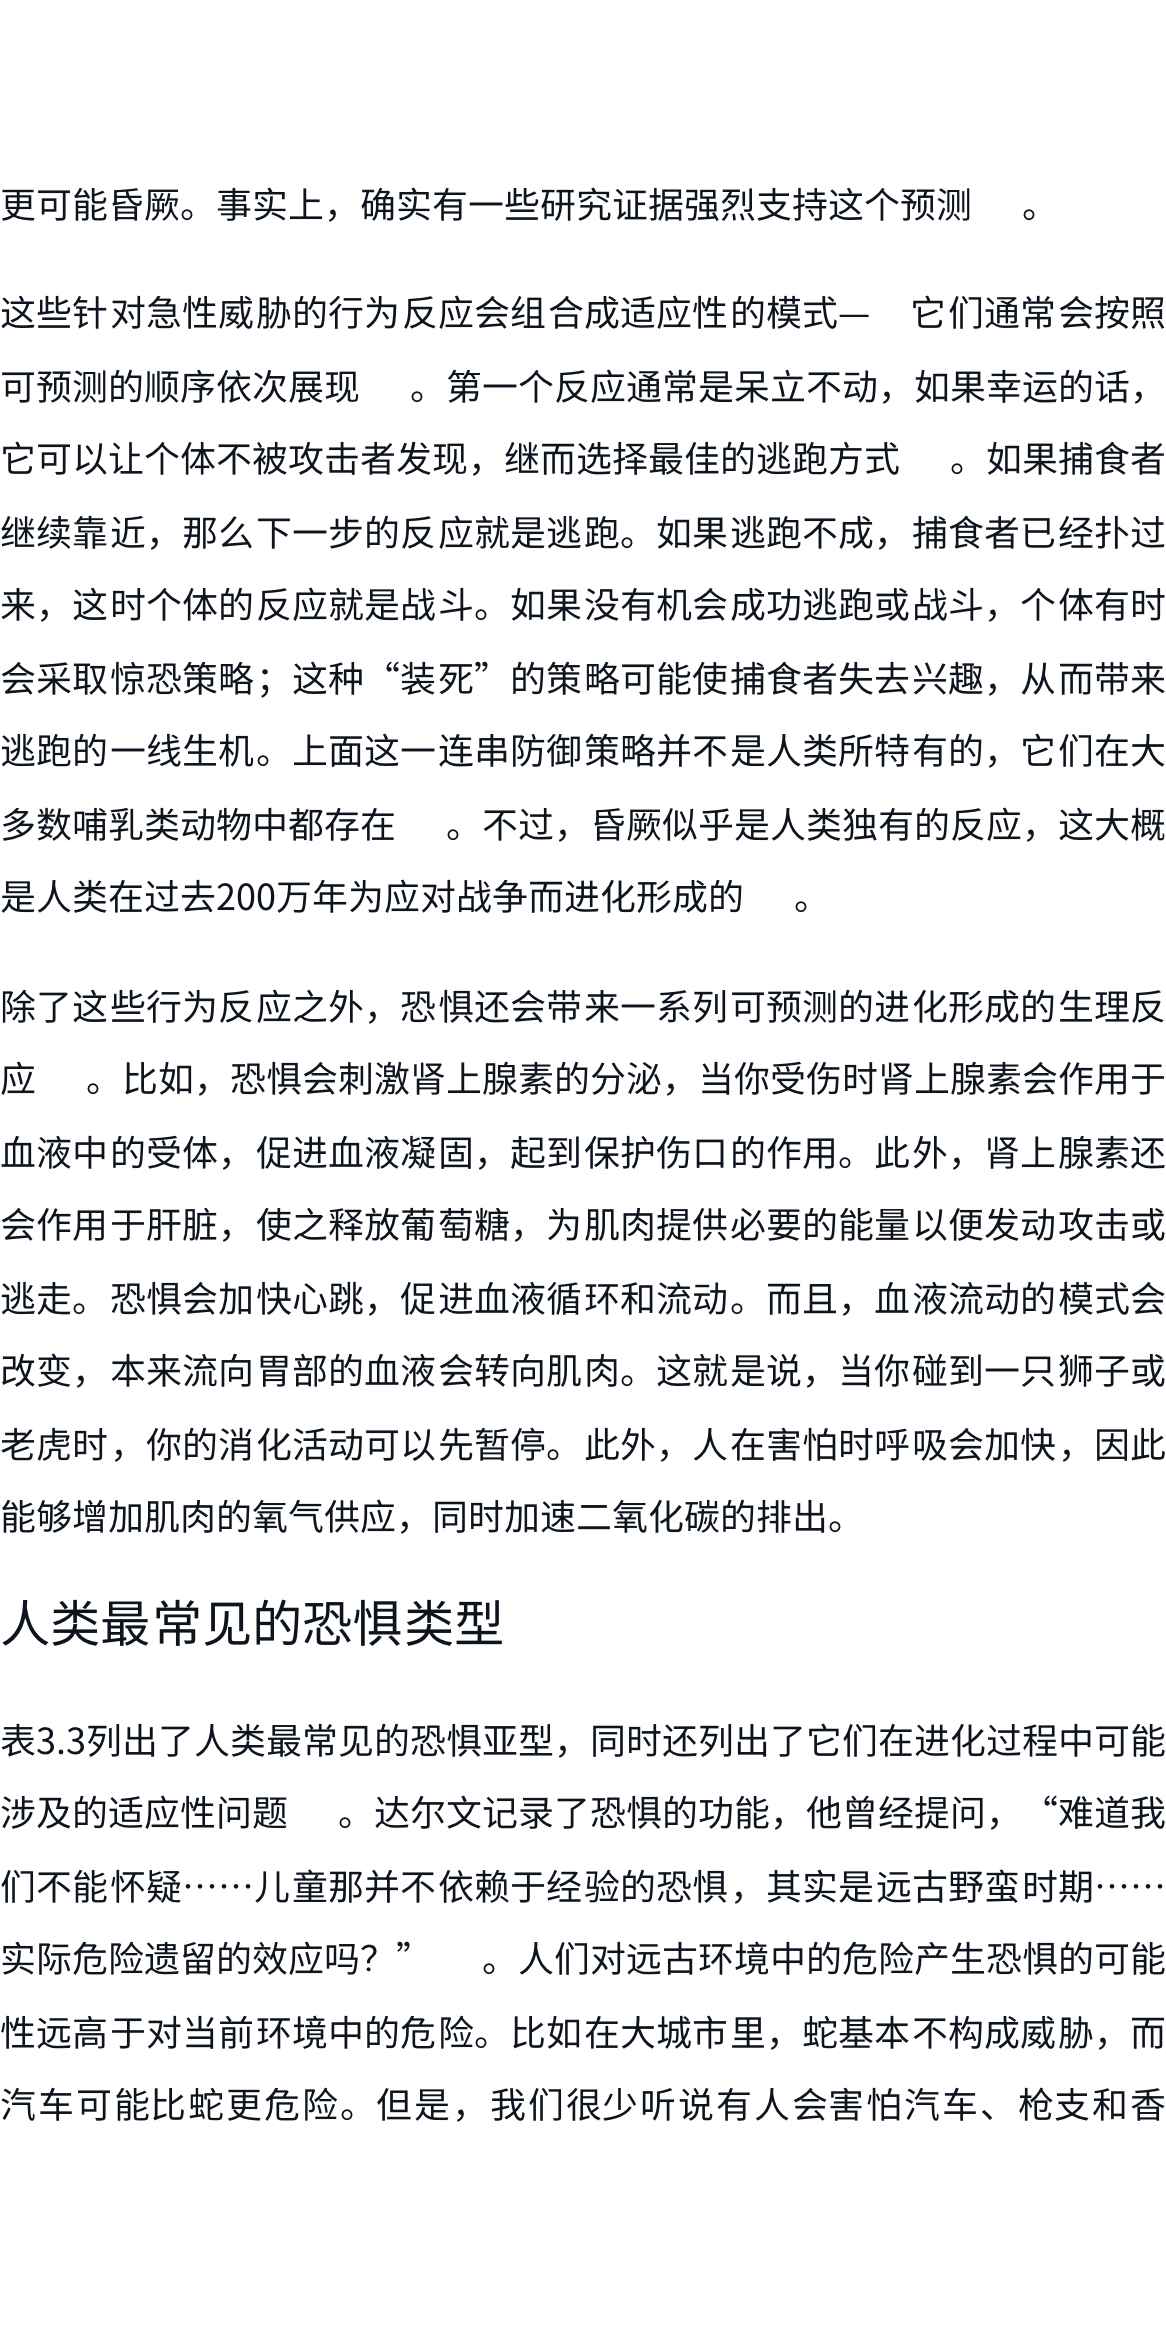 更可能昏厥。事实上，确实有一些研究证据强烈支持这个预测 。
这些针对急性威胁的行为反应会组合成适应性的模式— 它们通常会按照
可预测的顺序依次展现 。第一个反应通常是呆立不动，如果幸运的话，
它可以让个体不被攻击者发现，继而选择最佳的逃跑方式 。如果捕食者
继续靠近，那么下一步的反应就是逃跑。如果逃跑不成，捕食者已经扑过
来，这时个体的反应就是战斗。如果没有机会成功逃跑或战斗，个体有时
会采取惊恐策略；这种“装死”的策略可能使捕食者失去兴趣，从而带来
逃跑的一线生机。上面这一连串防御策略并不是人类所特有的，它们在大
多数哺乳类动物中都存在 。不过，昏厥似乎是人类独有的反应，这大概
是人类在过去200万年为应对战争而进化形成的 。
除了这些行为反应之外，恐惧还会带来一系列可预测的进化形成的生理反
应 。比如，恐惧会刺激肾上腺素的分泌，当你受伤时肾上腺素会作用于
血液中的受体，促进血液凝固，起到保护伤口的作用。此外，肾上腺素还
会作用于肝脏，使之释放葡萄糖，为肌肉提供必要的能量以便发动攻击或
逃走。恐惧会加快心跳，促进血液循环和流动。而且，血液流动的模式会
改变，本来流向胃部的血液会转向肌肉。这就是说，当你碰到一只狮子或
老虎时，你的消化活动可以先暂停。此外，人在害怕时呼吸会加快，因此
能够增加肌肉的氧气供应，同时加速二氧化碳的排出。
人类最常见的恐惧类型
表3.3列出了人类最常见的恐惧亚型，同时还列出了它们在进化过程中可能
涉及的适应性问题 。达尔文记录了恐惧的功能，他曾经提问，“难道我
们不能怀疑……儿童那并不依赖于经验的恐惧，其实是远古野蛮时期……
实际危险遗留的效应吗？” 。人们对远古环境中的危险产生恐惧的可能
性远高于对当前环境中的危险。比如在大城市里，蛇基本不构成威胁，而
汽车可能比蛇更危险。但是，我们很少听说有人会害怕汽车、枪支和香